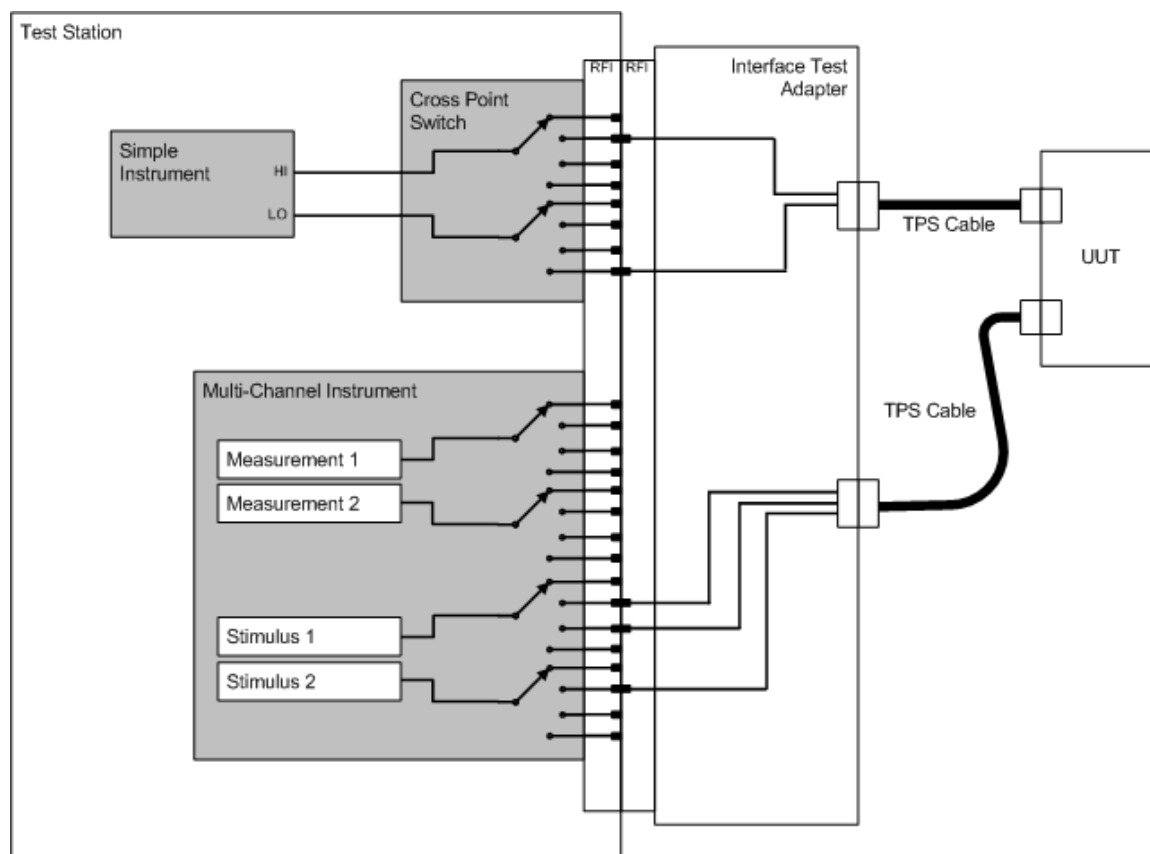 Test Station
RFI
RFI
Interface Test
Adapter
Cross Point
Switch
Simple
Instrument
HI
LO
TPS Cable
UUT
Multi-Channel Instrument
TPS Cable
Measurement 1
Measurement 2
Stimulus 1
Stimulus 2